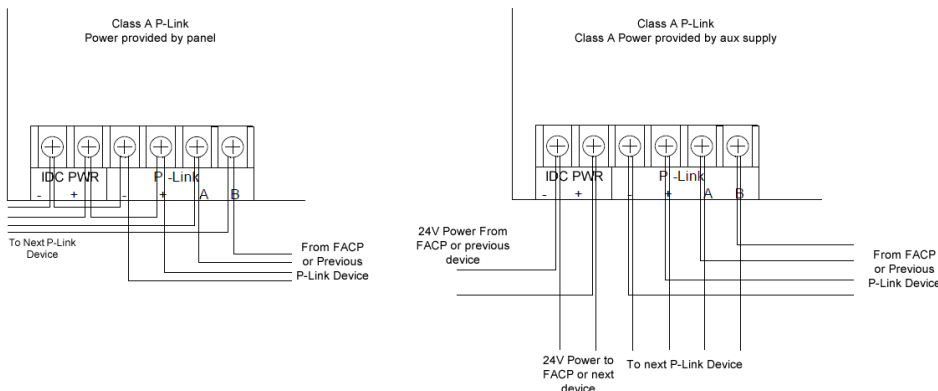 Class A P-Link
Power provided by panel
IDC PWR
P -Link
-
+
-
+
A
B
To Next P-Link
Device
From FACP
or Previous
P-Link Device
Class A P-Link
Class A Power provided by aux supply
IDC PWR
P -Link
-
+
-
+
A
B
24V Power From
FACP or previous
device
From FACP
or Previous
P-Link Device
24V Power to
FACP or next
device
To next P-Link Device